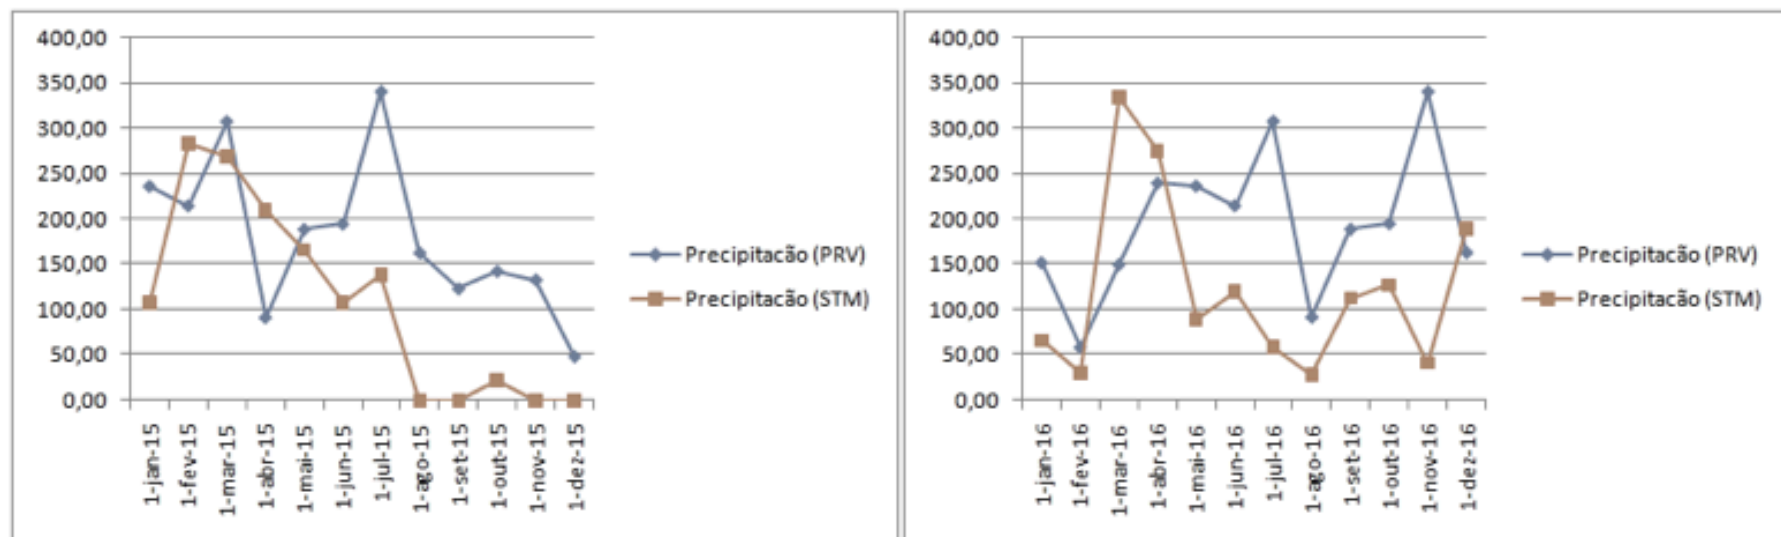 400,00
350,00
300,00
250,00
200,00
150,00
100,00
50,00
0,00
1-jan-15
1-fev-15
1-mar-15
1-abr-15
1-mai-15
1-jun-15
1-jul-15
1-ago-15
1-set-15
1-out-15
1-nov-15
1-dez-15
Precipitacão (PRV)
Precipitacão (STM)
400,00
350,00
300,00
250,00
200,00
150,00
100,00
50,00
0,00
1-jan-16
1-fev-16
1-mar-16
1-abr-16
1-mai-16
1-jun-16
1-jul-16
1-ago-16
1-set-16
1-out-16
1-nov-16
1-dez-16
Precipitacão (PRV)
Precipitacão (STM)